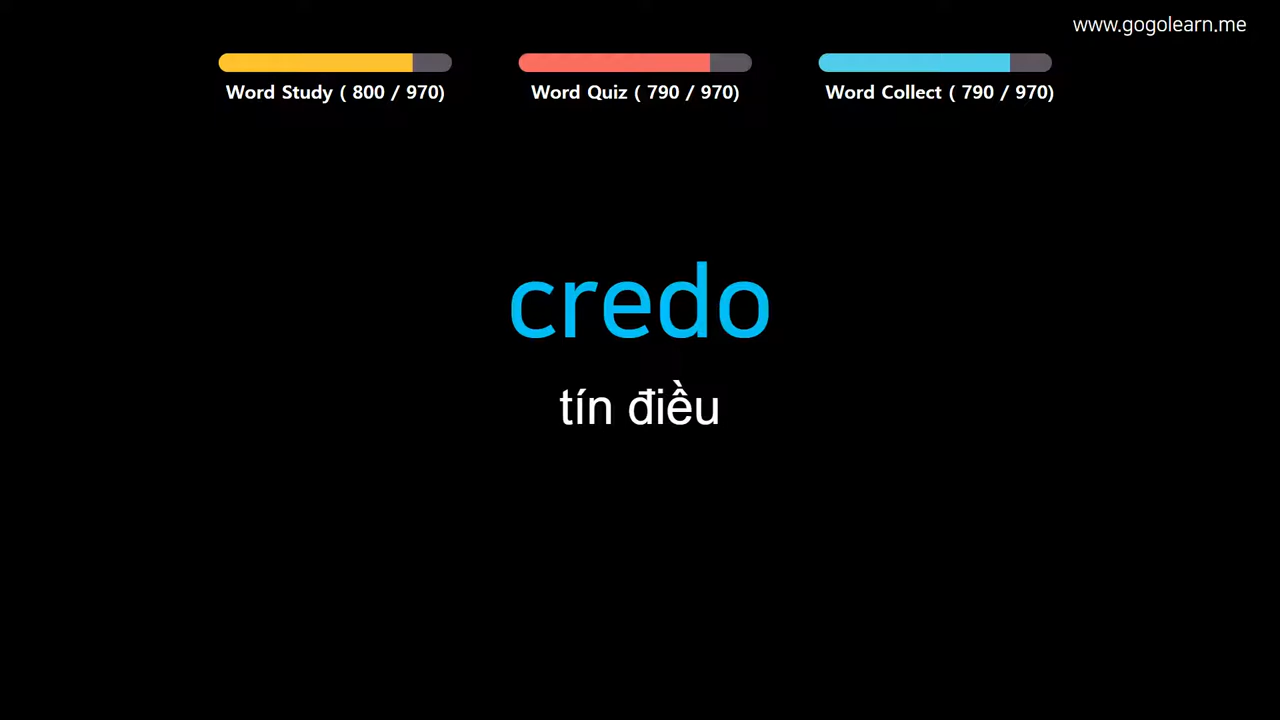 www.gogolearn.me
Word Study ( 800 / 970)
Word Quiz ( 790 / 970)
Word Collect ( 790 / 970)
credo
tín điều